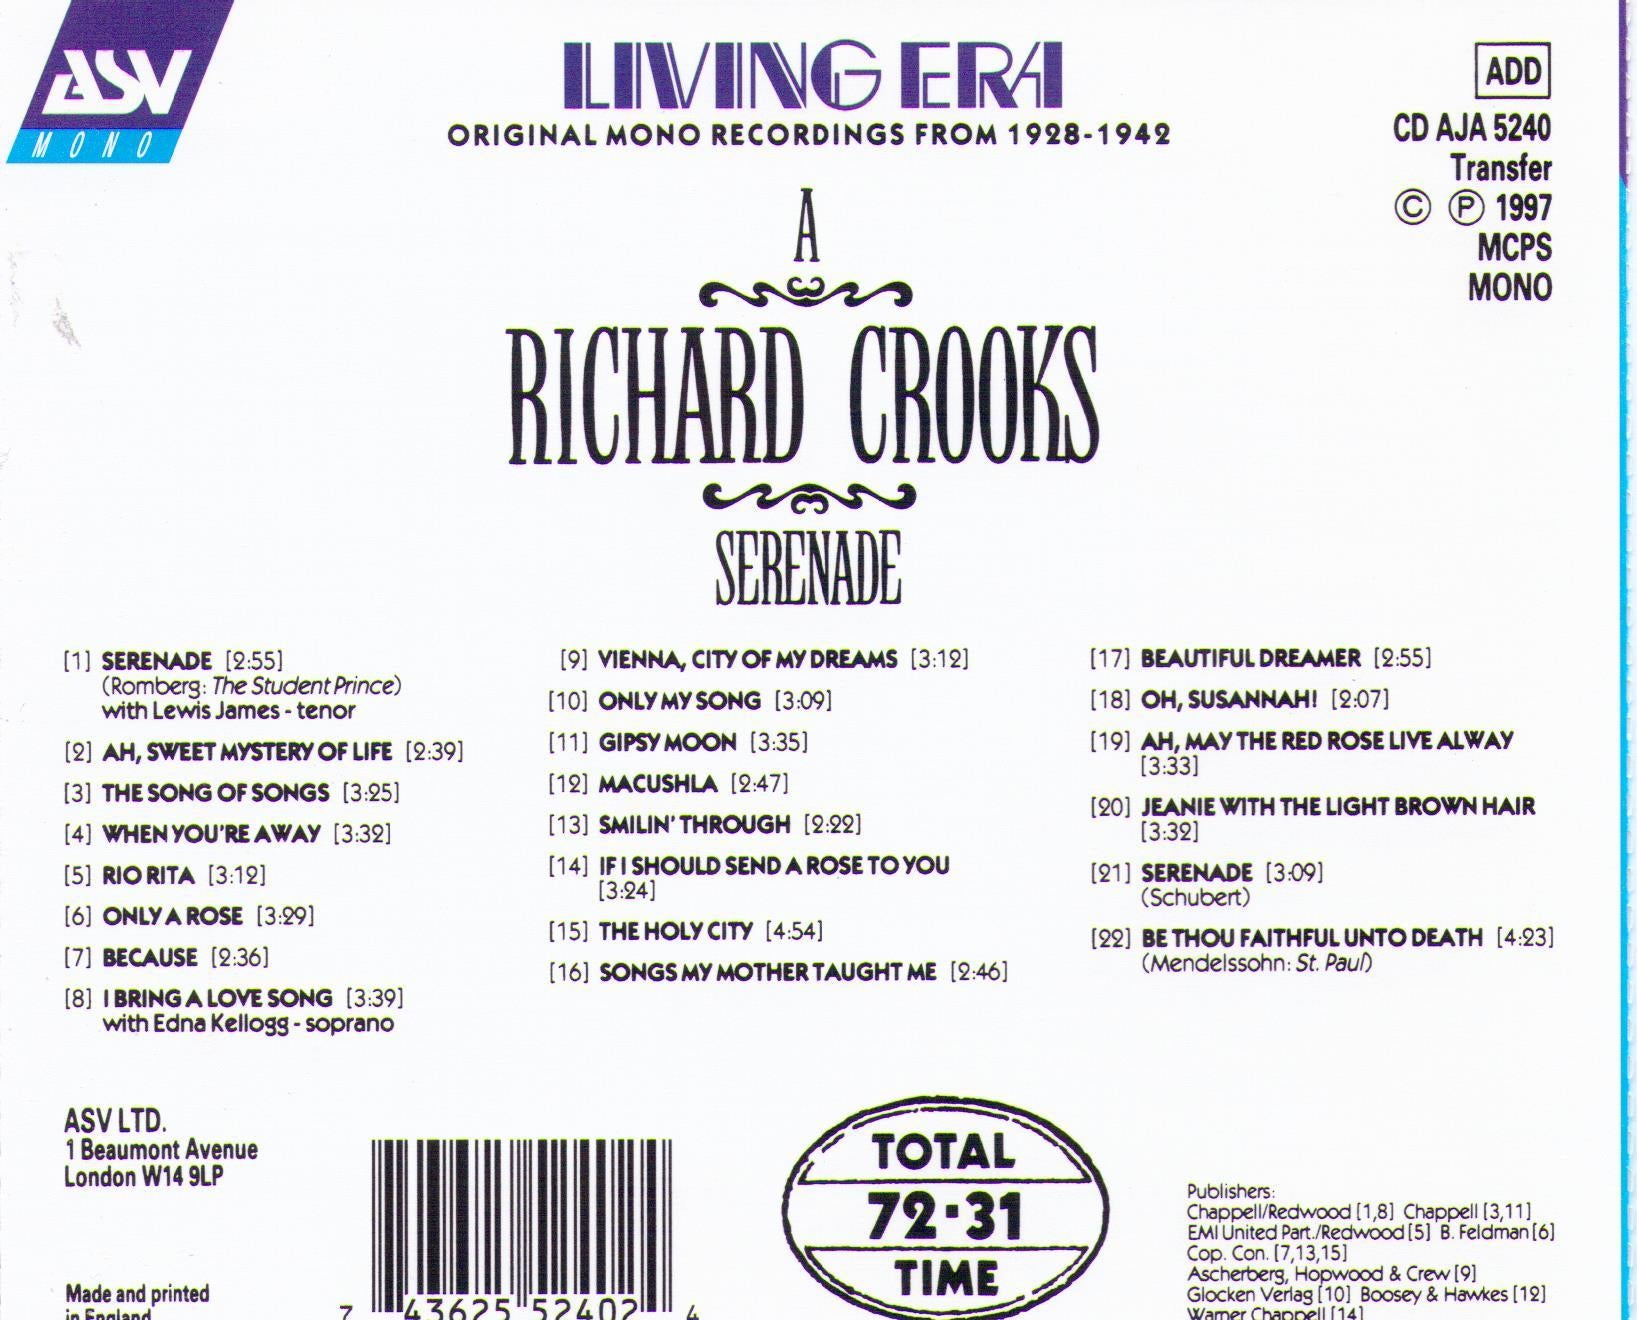 ASV
MONO
LIVING ERA
ORIGINAL MONO RECORDINGS FROM 1928-1942
ADD
CD AJA 5240
Transfer
© ℗ 1997
MCPS
MONO
A
RICHARD CROOKS
SERENADE
[1] SERENADE [2:55]
(Romberg: The Student Prince)
with Lewis James - tenor
[2] AH, SWEET MYSTERY OF LIFE [2:39]
[3] THE SONG OF SONGS [3:25]
[4] WHEN YOU'RE AWAY [3:32]
[5] RIO RITA [3:12]
[6] ONLY A ROSE [3:29]
[7] BECAUSE [2:36]
[8] I BRING A LOVE SONG [3:39]
with Edna Kellogg - soprano
[9] VIENNA, CITY OF MY DREAMS [3:12]
[10] ONLY MY SONG [3:09]
[11] GIPSY MOON [3:35]
[12] MACUSHLA [2:47]
[13] SMILIN' THROUGH [2:22]
[14] IF I SHOULD SEND A ROSE TO YOU
[3:24]
[15] THE HOLY CITY [4:54]
[16] SONGS MY MOTHER TAUGHT ME [2:46]
[17] BEAUTIFUL DREAMER [2:55]
[18] OH, SUSANNAH! [2:07]
[19] AH, MAY THE RED ROSE LIVE ALWAY
[3:33]
[20] JEANIE WITH THE LIGHT BROWN HAIR
[3:32]
[21] SERENADE [3:09]
(Schubert)
[22] BE THOU FAITHFUL UNTO DEATH [4:23]
(Mendelssohn: St. Paul)
ASV LTD.
1 Beaumont Avenue
London W14 9LP
Made and printed
in England
7 43625 52402 4
TOTAL
72·31
TIME
Publishers:
Chappell/Redwood [1,8] Chappell [3,11]
EMI United Part./Redwood [5] B. Feldman [6]
Cop. Con. [7,13,15]
Ascherberg, Hopwood & Crew [9]
Glocken Verlag [10] Boosey & Hawkes [12]
Warner Chappell [14]